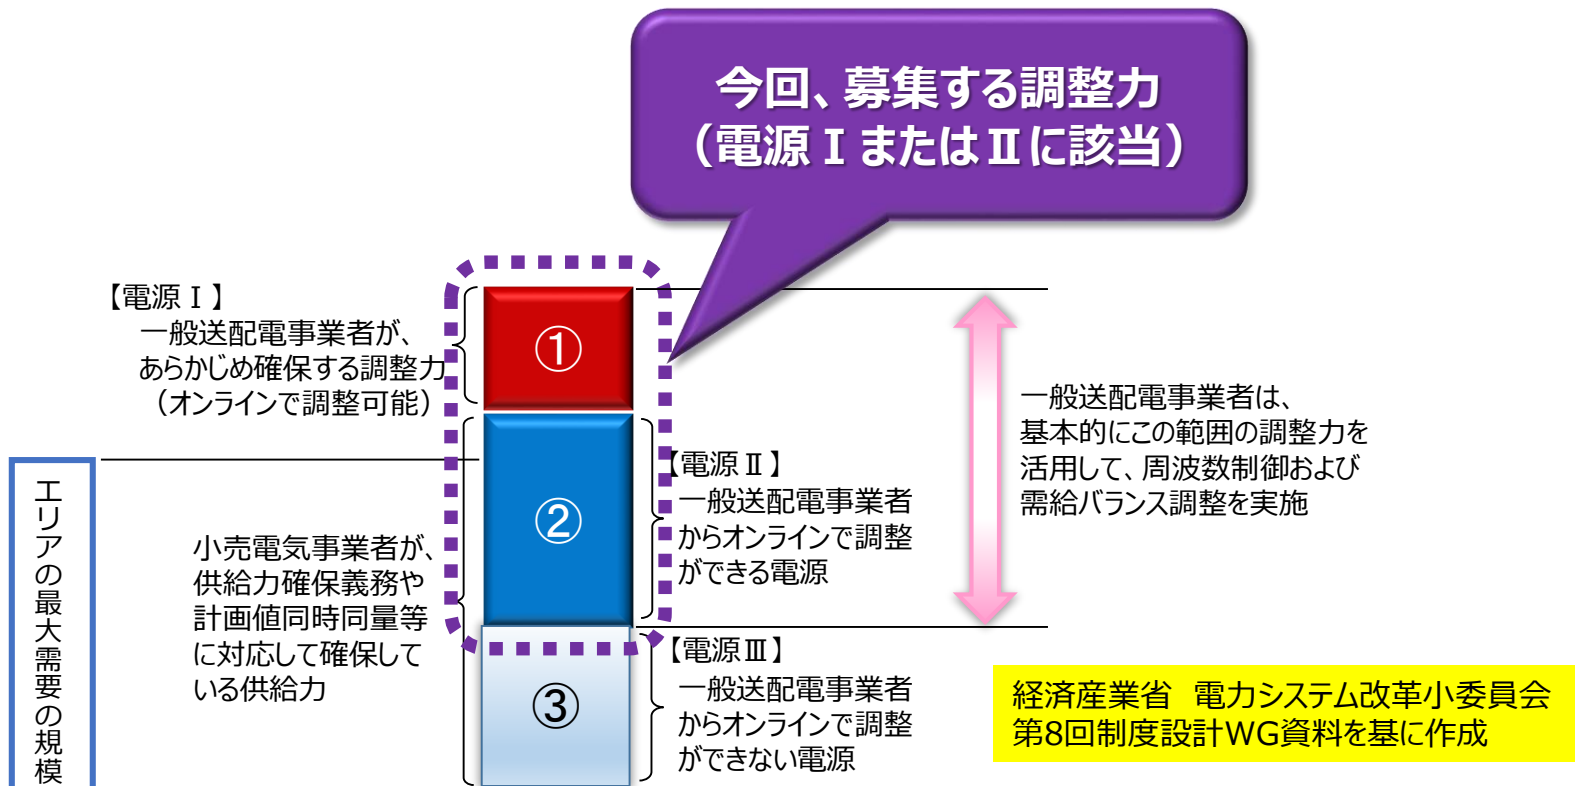 今回、募集する調整力
（電源Ⅰまたは Ⅱに該当）
【電源Ⅰ】
一般送配電事業者が、
あらかじめ確保する調整力
（オンラインで調整可能）
①
一般送配電事業者は、
基本的にこの範囲の調整力を
活用して、周波数制御および
需給バランス調整を実施
エリアの最大需要の規模
小売電気事業者が、
供給力確保義務や
計画値同時同量等
に対応して確保して
いる供給力
②
【電源Ⅱ】
一般送配電事業者
からオンラインで調整
ができる電源
③
【電源Ⅲ】
一般送配電事業者
からオンラインで調整
ができない電源
経済産業省　電力システム改革小委員会
第8回制度設計WG資料を基に作成